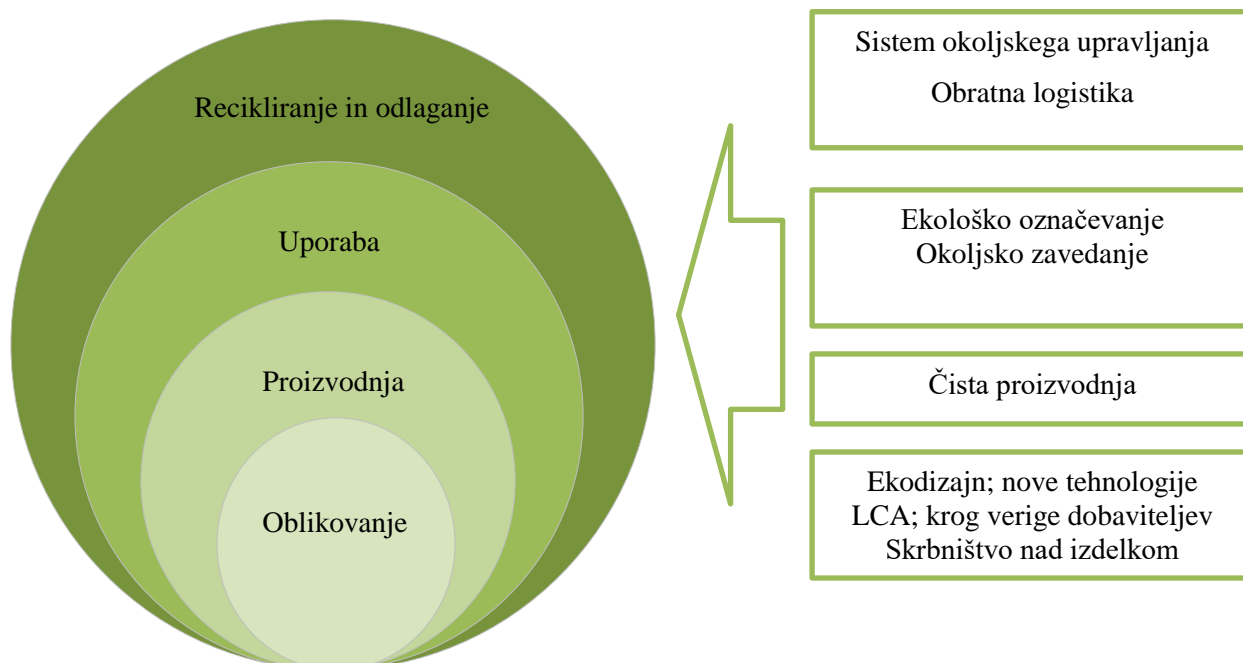 Recikliranje in odlaganje
Uporaba
Proizvodnja
Oblikovanje
Sistem okoljskega upravljanja
Obratna logistika
Ekološko označevanje
Okoljsko zavedanje
Čista proizvodnja
Ekodizajn; nove tehnologije
LCA; krog verige dobaviteljev
Skrbništvo nad izdelkom